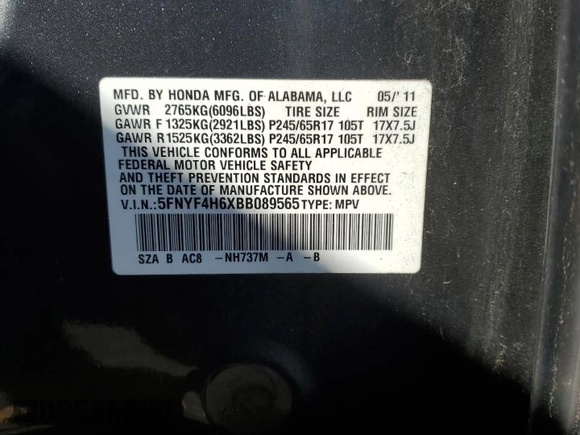 MFD. BY HONDA MFG. OF ALABAMA, LLC 05/'11
GVWR 2765KG(6096LBS) TIRE SIZE RIM SIZE
GAWR F 1325KG(2921LBS) P245/65R17 105T 17X7.5J
GAWR R1525KG(3362LBS) P245/65R17 105T 17X7.5J
THIS VEHICLE CONFORMS TO ALL APPLICABLE
FEDERAL MOTOR VEHICLE SAFETY
AND THEFT PREVENTION STANDARDS IN EFFECT
ON THE DATE OF MANUFACTURE SHOWN ABOVE.
V.I.N.:5FNYF4H6XBB089565TYPE: MPV
SZA B AC8 –NH737M –A –B